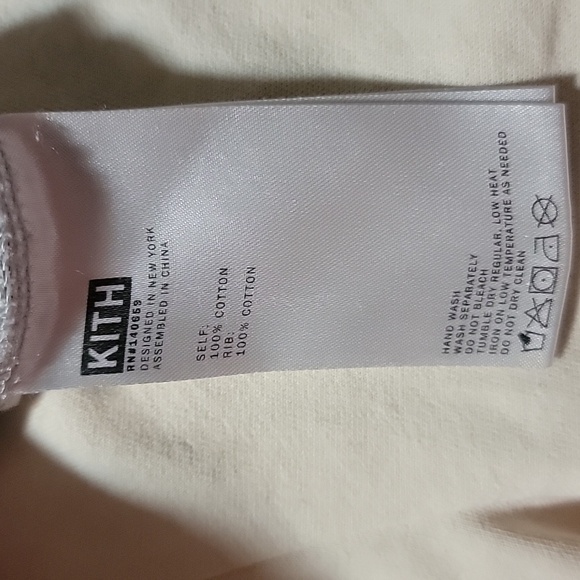 KITH
RN#140659
DESIGNED IN NEW YORK
ASSEMBLED IN CHINA
SELF:
100% COTTON
RIB:
100% COTTON
HAND WASH
WASH SEPARATELY
DO NOT BLEACH
TUMBLE DRY REGULAR, LOW HEAT
IRON ON LOW TEMPERATURE AS NEEDED
DO NOT DRY CLEAN